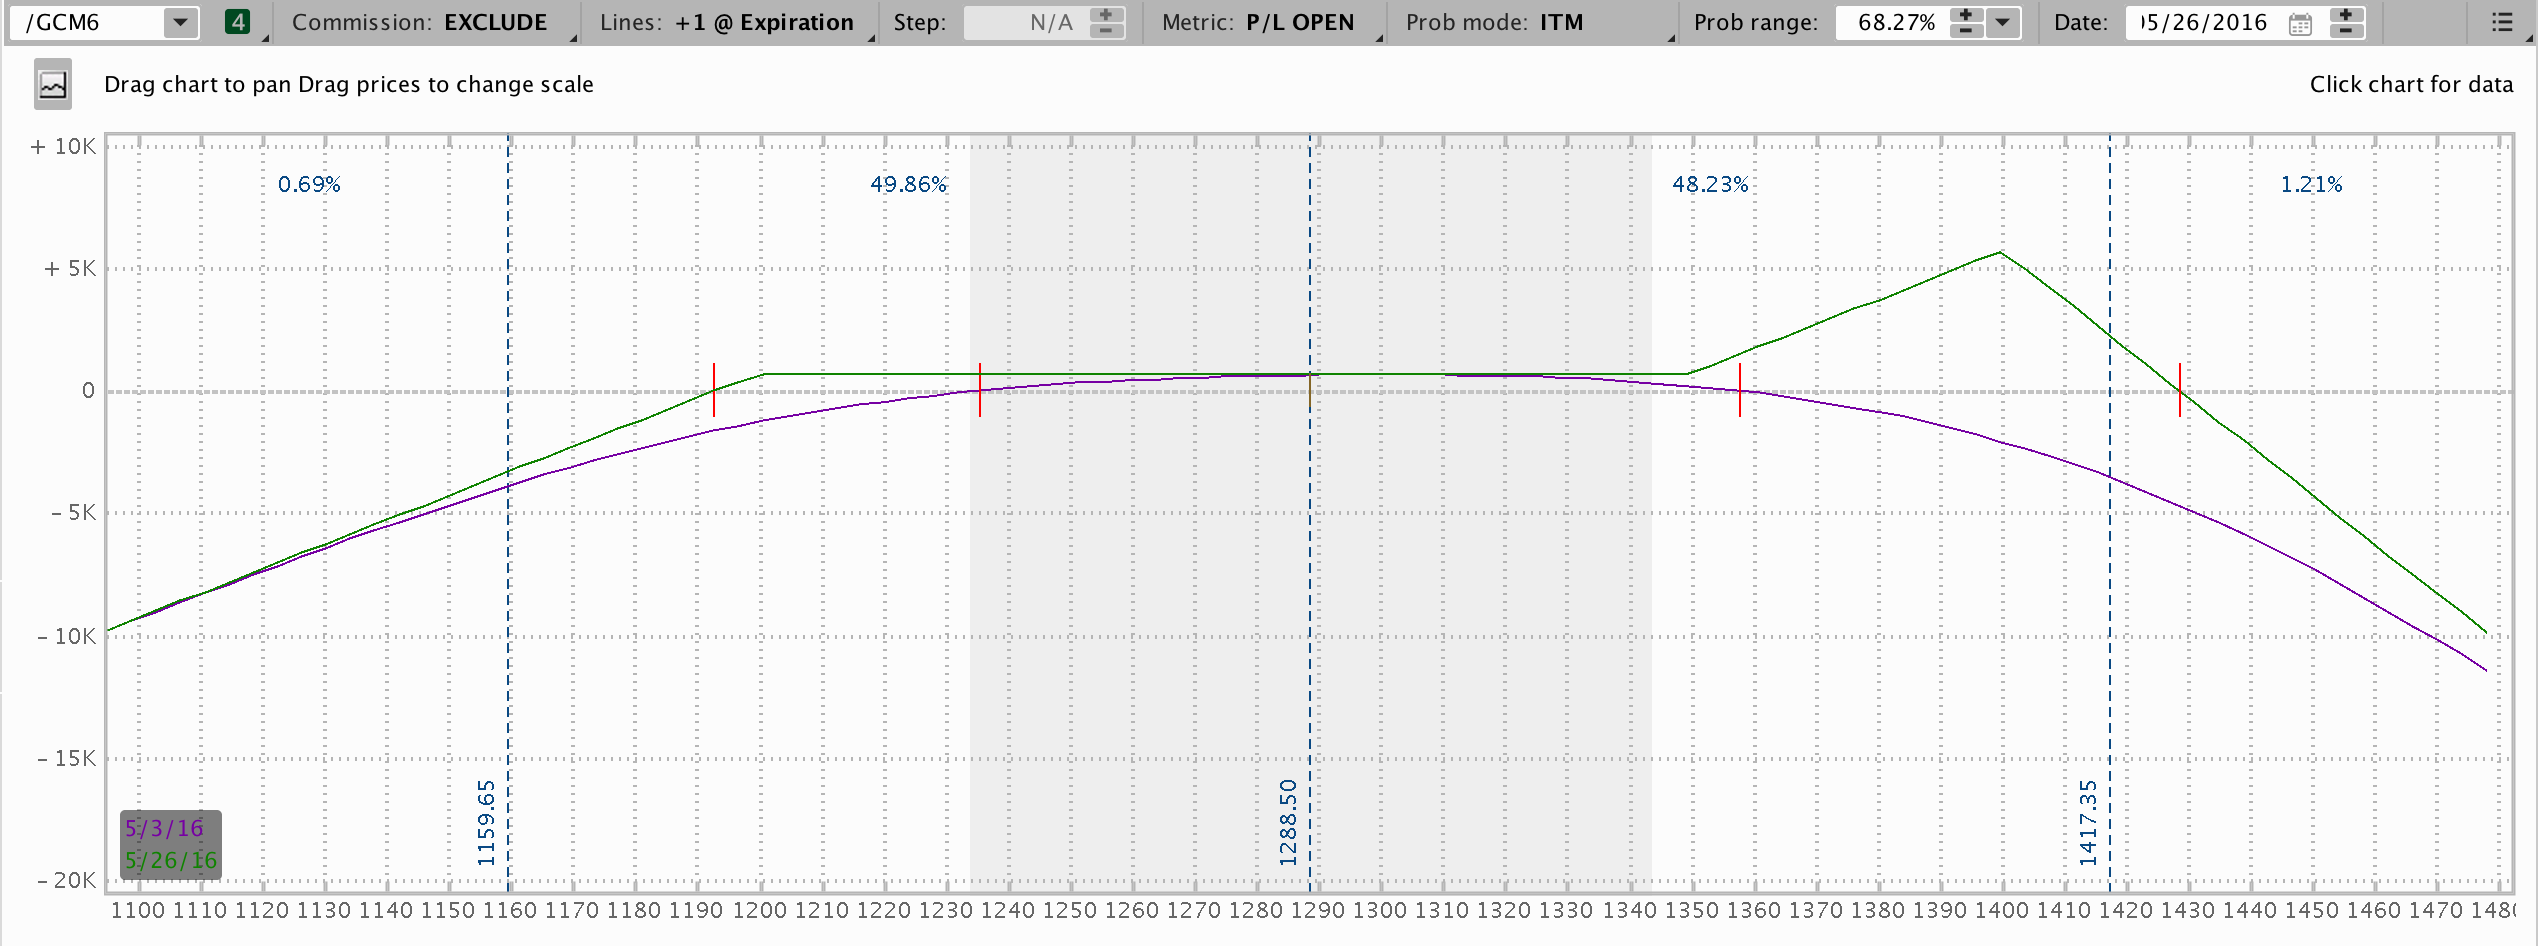 /GCM6 4 Commission: EXCLUDE Lines: +1 @ Expiration Step: N/A Metric: P/L OPEN Prob mode: ITM Prob range: 68.27% Date: 05/26/2016
Drag chart to pan Drag prices to change scale Click chart for data
+ 10K
0.69% 49.86% 48.23% 1.21%
+ 5K
0
- 5K
- 10K
- 15K
1159.65 1288.50 1417.35
5/3/16
5/26/16
- 20K
1100 1110 1120 1130 1140 1150 1160 1170 1180 1190 1200 1210 1220 1230 1240 1250 1260 1270 1280 1290 1300 1310 1320 1330 1340 1350 1360 1370 1380 1390 1400 1410 1420 1430 1440 1450 1460 1470 1480